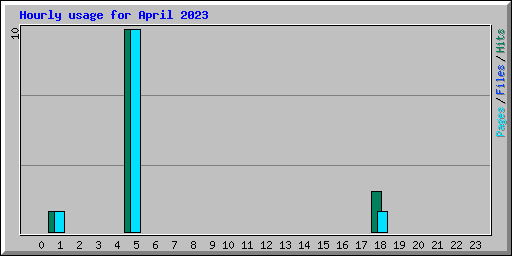 Hourly usage for April 2023
10
Pages/Files/Hits
0 1 2 3 4 5 6 7 8 9 10 11 12 13 14 15 16 17 18 19 20 21 22 23